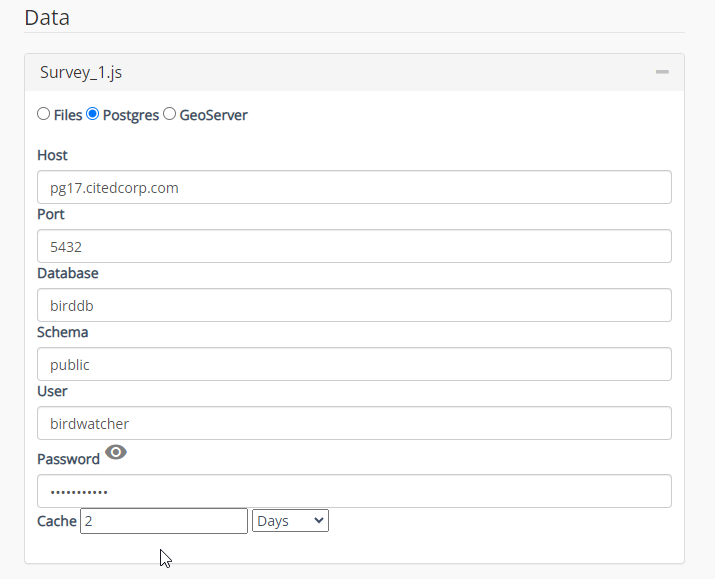 Data
Survey_1.js
Files Postgres GeoServer
Host
pg17.citedcorp.com
Port
5432
Database
birddb
Schema
public
User
birdwatcher
Password
•••••••••••
Cache 2 Days